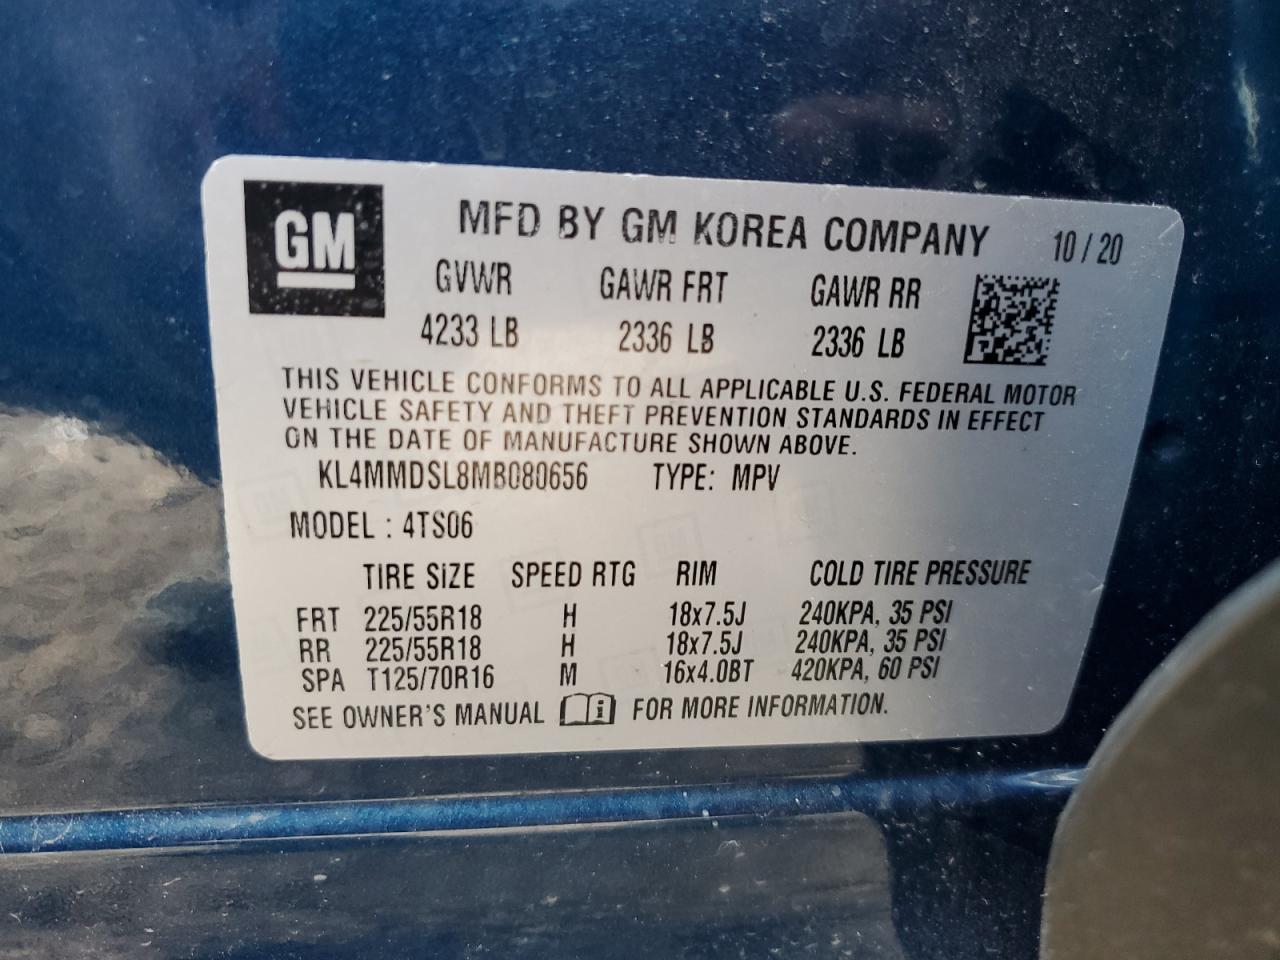 GM
MFD BY GM KOREA COMPANY 10 / 20
GVWR GAWR FRT GAWR RR
4233 LB 2336 LB 2336 LB
THIS VEHICLE CONFORMS TO ALL APPLICABLE U.S. FEDERAL MOTOR
VEHICLE SAFETY AND THEFT PREVENTION STANDARDS IN EFFECT
ON THE DATE OF MANUFACTURE SHOWN ABOVE.
KL4MMDSL8MB080656 TYPE: MPV
MODEL : 4TS06
TIRE SIZE SPEED RTG RIM COLD TIRE PRESSURE
FRT 225/55R18 H 18x7.5J 240KPA, 35 PSI
RR 225/55R18 H 18x7.5J 240KPA, 35 PSI
SPA T125/70R16 M 16x4.0BT 420KPA, 60 PSI
SEE OWNER'S MANUAL i FOR MORE INFORMATION.